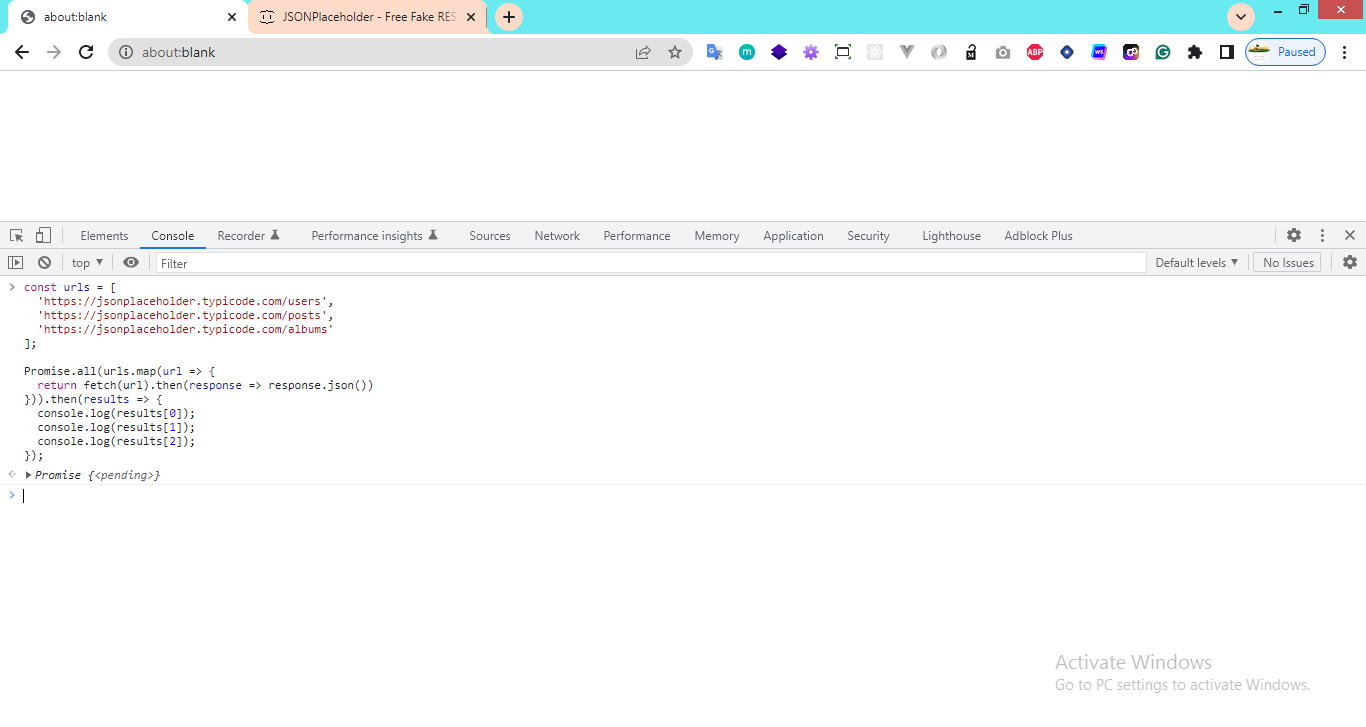 about:blank
JSONPlaceholder - Free Fake RES
about:blank
Paused
Elements Console Recorder Performance insights Sources Network Performance Memory Application Security Lighthouse Adblock Plus
top ▼ Filter Default levels ▼ No Issues
const urls = [
'https://jsonplaceholder.typicode.com/users',
'https://jsonplaceholder.typicode.com/posts',
'https://jsonplaceholder.typicode.com/albums'
];
Promise.all(urls.map(url => {
return fetch(url).then(response => response.json())
})).then(results => {
console.log(results[0]);
console.log(results[1]);
console.log(results[2]);
});
Promise {<pending>}
Activate Windows
Go to PC settings to activate Windows.